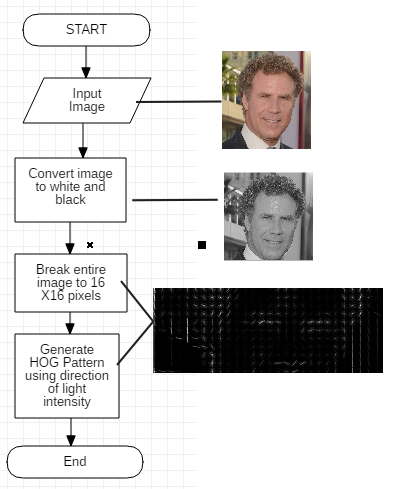 START
Input
Image
Convert image
to white and
black
Break entire
image to 16
X16 pixels
Generate
HOG Pattern
using direction
of light
intensity
End